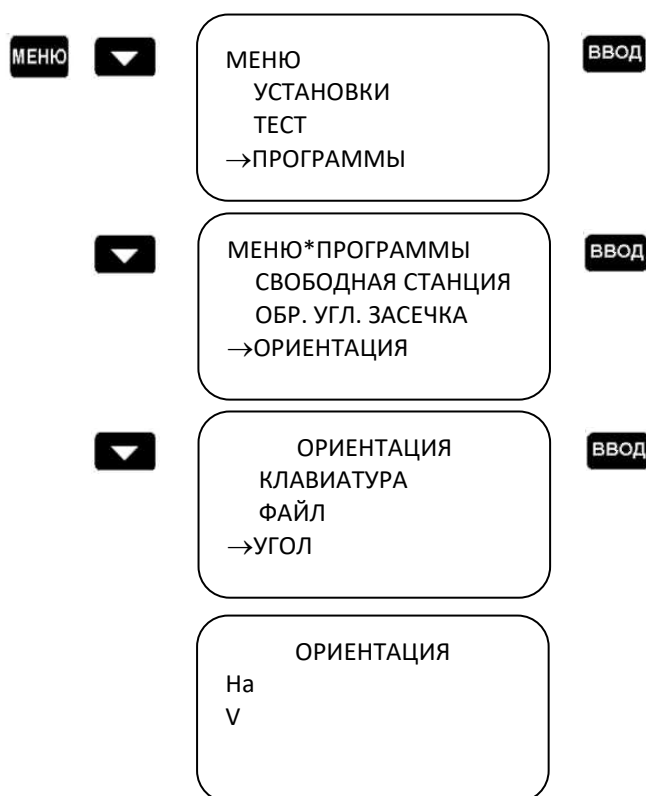 МЕНЮ
МЕНЮ
УСТАНОВКИ
ТЕСТ
→ПРОГРАММЫ
ВВОД
МЕНЮ*ПРОГРАММЫ
СВОБОДНАЯ СТАНЦИЯ
ОБР. УГЛ. ЗАСЕЧКА
→ОРИЕНТАЦИЯ
ВВОД
ОРИЕНТАЦИЯ
КЛАВИАТУРА
ФАЙЛ
→УГОЛ
ВВОД
ОРИЕНТАЦИЯ
На
V